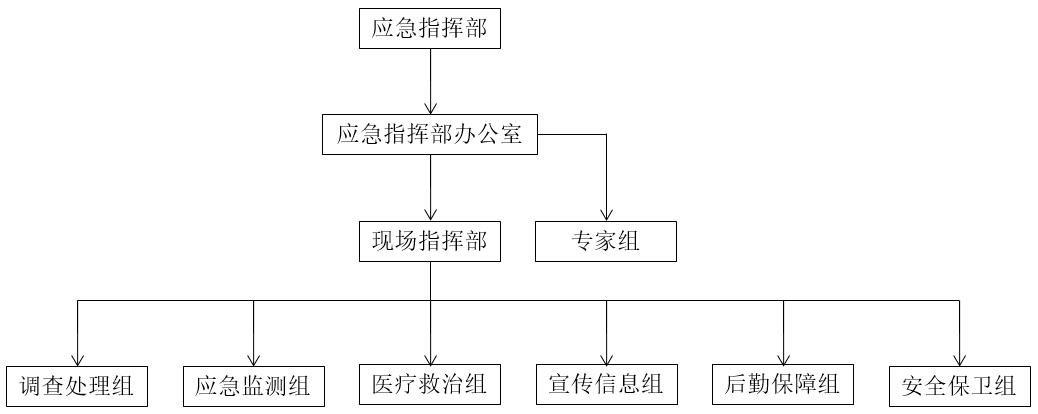 应急指挥部
应急指挥部办公室
现场指挥部
专家组
调查处理组
应急监测组
医疗救治组
宣传信息组
后勤保障组
安全保卫组